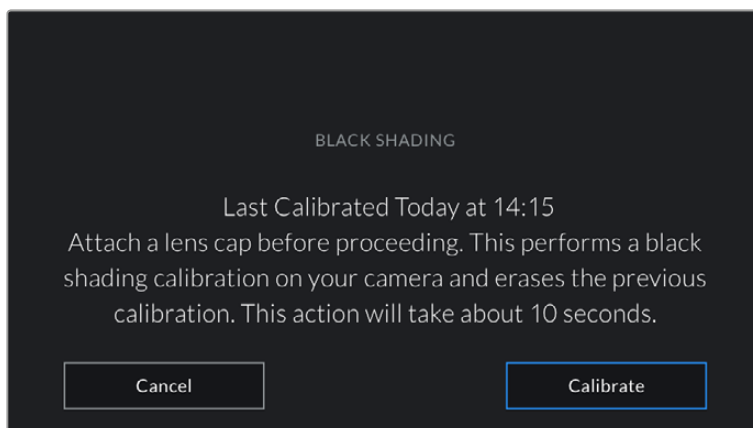 BLACK SHADING
Last Calibrated Today at 14:15
Attach a lens cap before proceeding. This performs a black
shading calibration on your camera and erases the previous
calibration. This action will take about 10 seconds.
Cancel
Calibrate